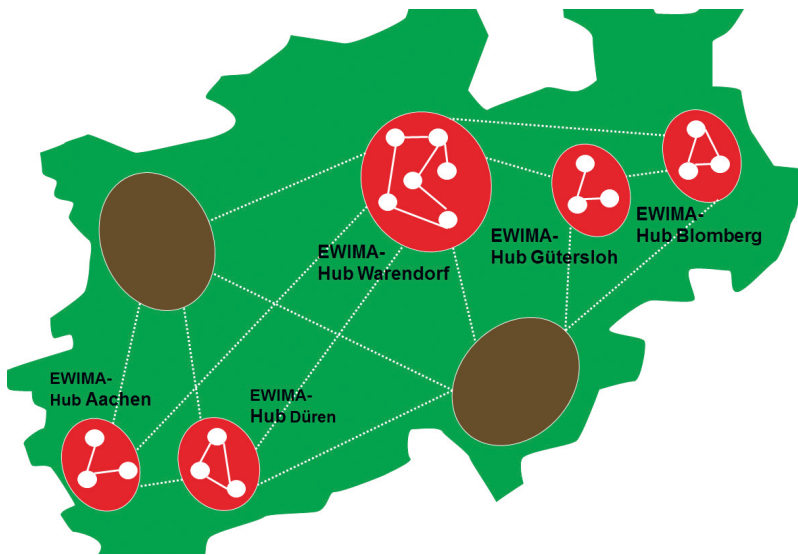 EWIMA-
Hub Warendorf
EWIMA-
Hub Gütersloh
EWIMA-
Hub Blomberg
EWIMA-
Hub Aachen
EWIMA-
Hub Düren